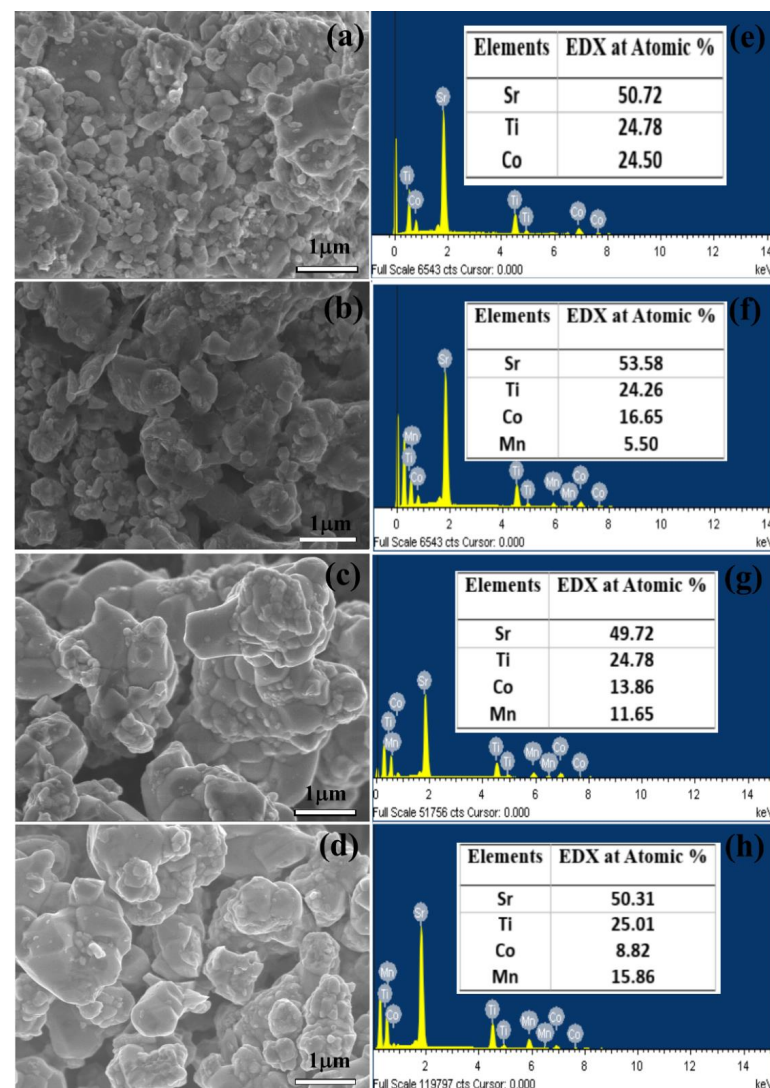 (a)
1μm
(e)
Elements EDX at Atomic %
Sr 50.72
Ti 24.78
Co 24.50
Sr
Ti
Co
Ti
Ti
Co
Co
0 2 4 6 8 10 12 14
Full Scale 6543 cts Cursor: 0.000
keV
(b)
1μm
(f)
Elements EDX at Atomic %
Sr 53.58
Ti 24.26
Co 16.65
Mn 5.50
Sr
Mn
Ti
Co
Ti
Ti
Mn
Mn
Co
Co
0 2 4 6 8 10 12 14
Full Scale 6543 cts Cursor: 0.000
keV
(c)
1μm
(g)
Elements EDX at Atomic %
Sr 49.72
Ti 24.78
Co 13.86
Mn 11.65
Sr
Co
Ti
Mn
Ti
Ti
Mn
Mn
Co
Co
0 2 4 6 8 10 12 14
Full Scale 51756 cts Cursor: 0.000
keV
(d)
1μm
(h)
Elements EDX at Atomic %
Sr 50.31
Ti 25.01
Co 8.82
Mn 15.86
Sr
Mn
Ti
Co
Ti
Ti
Mn
Mn
Co
Co
2 4 6 8 10 12 14
Full Scale 119797 cts Cursor: 0.000
keV